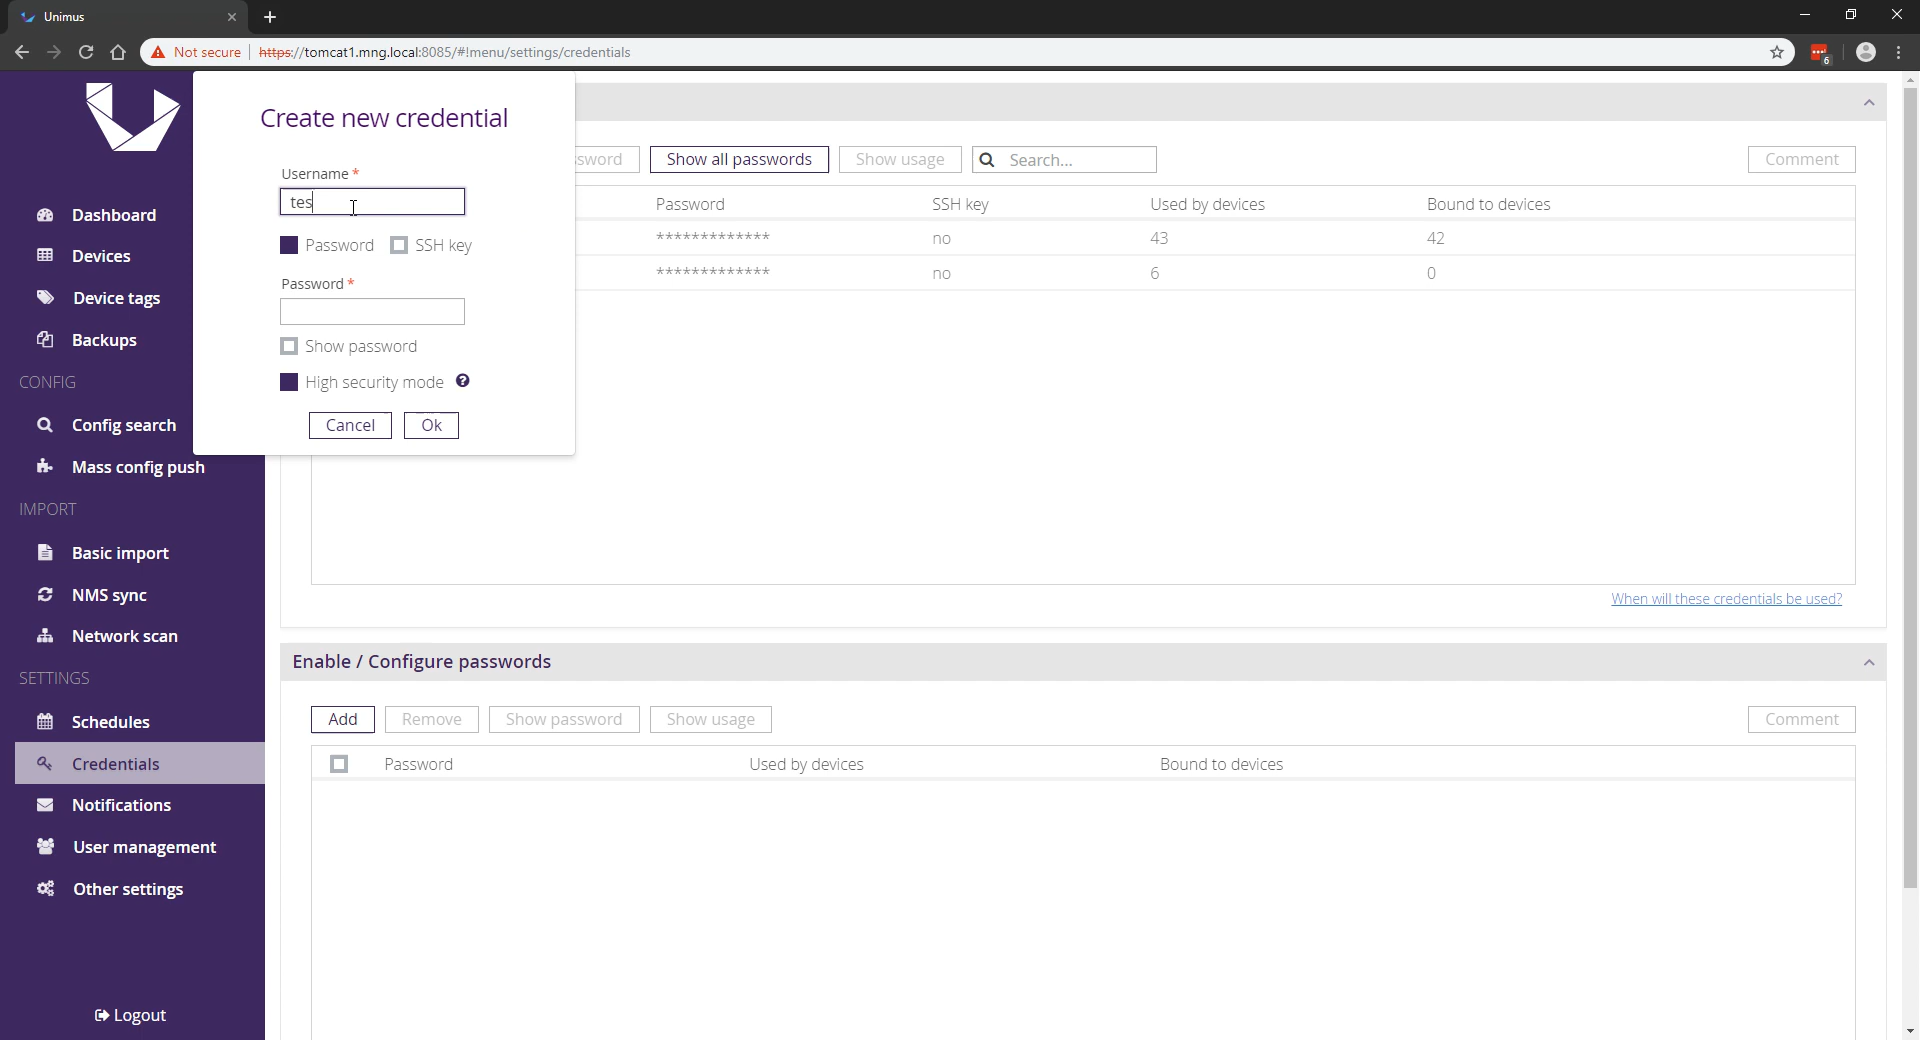 Unimus
Not secure https://tomcat1.mng.local:8085/#!menu/settings/credentials
6
Create new credential
Username *
tes
Password SSH key
Password *
Show password
High security mode
Cancel Ok
Dashboard
Devices
Device tags
Backups
CONFIG
Config search
Mass config push
IMPORT
Basic import
NMS sync
Network scan
SETTINGS
Schedules
Credentials
Notifications
User management
Other settings
Logout
sword Show all passwords Show usage Search... Comment
Password SSH key Used by devices Bound to devices
************* no 43 42
************* no 6 0
When will these credentials be used?
Enable / Configure passwords
Add Remove Show password Show usage Comment
Password Used by devices Bound to devices